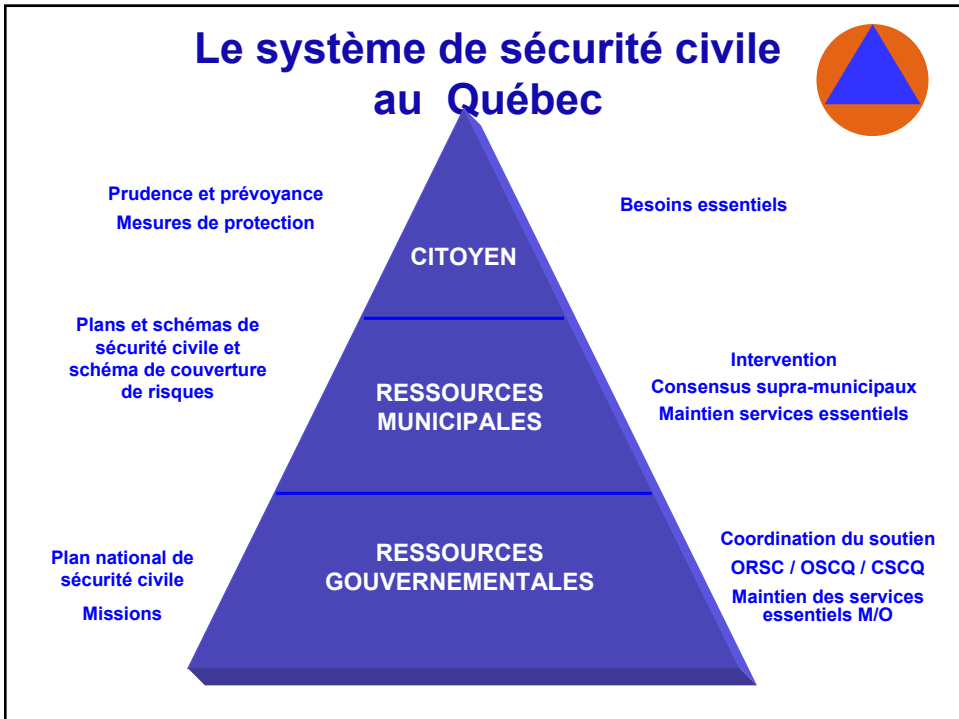 Le système de sécurité civile
au Québec
Prudence et prévoyance
Mesures de protection
CITOYEN
Besoins essentiels
Plans et schémas de
sécurité civile et
schéma de couverture
de risques
RESSOURCES
MUNICIPALES
Intervention
Consensus supra-municipaux
Maintien services essentiels
Plan national de
sécurité civile
Missions
RESSOURCES
GOUVERNEMENTALES
Coordination du soutien
ORSC / OSCQ / CSCQ
Maintien des services
essentiels M/O